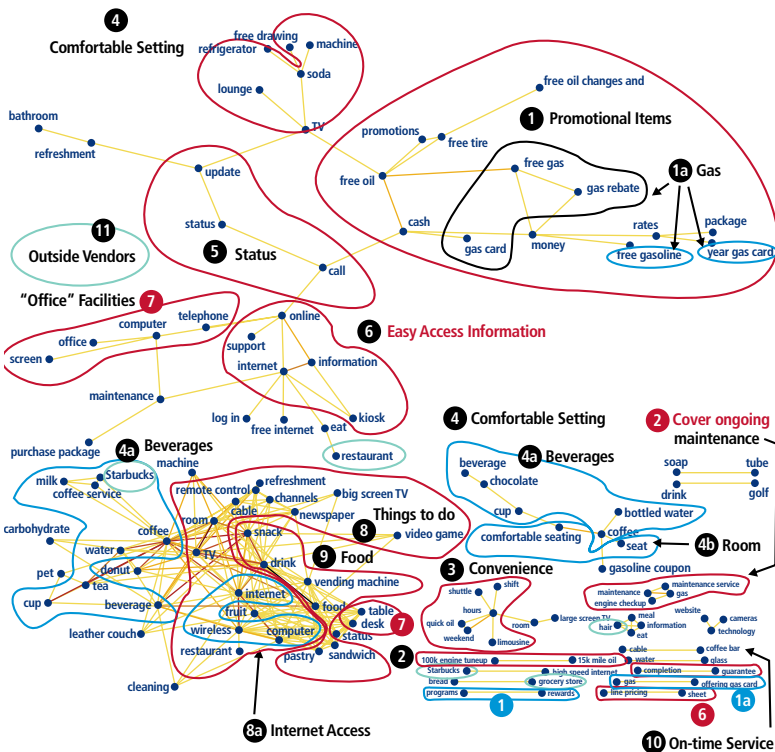 4
Comfortable Setting
free drawing
refrigerator
machine
soda
lounge
TV
bathroom
refreshment
update
status
5 Status
call
11
Outside Vendors
free oil changes and
1 Promotional Items
promotions
free tire
free oil
free gas
gas rebate
1a Gas
cash
gas card
money
rates
package
free gasoline
year gas card
"Office" Facilities 7
telephone
computer
office
screen
maintenance
purchase package
online
6 Easy Access Information
support
internet
information
log in
free internet
eat
kiosk
restaurant
4a Beverages
milk
Starbucks
coffee service
machine
remote control
refreshment
channels
cable
big screen TV
newspaper
room
Things to do
8
video game
carbohydrate
coffee
snack
9 Food
water
TV
drink
donut
pet
tea
vending machine
cup
beverage
internet
food
fruit
table
desk
7
leather couch
wireless
computer
status
restaurant
pastry
sandwich
cleaning
8a Internet Access
4 Comfortable Setting
4a Beverages
beverage
chocolate
cup
bottled water
coffee
comfortable seating
seat
4b Room
gasoline coupon
2 Cover ongoing
maintenance
soap
tube
drink
golf
3 Convenience
shuttle
shift
hours
quick oil
weekend
limousine
room
large screen TV
maintenance service
maintenance
gas
engine checkup
meal
hair
information
eat
website
cameras
technology
cable
coffee bar
water
glass
2
100k engine tuneup
15k mile oil
Starbucks
high speed internet
bread
grocery store
programs
rewards
1
completion
guarantee
gas
offering gas card
line pricing
sheet
6
1a
10 On-time Service